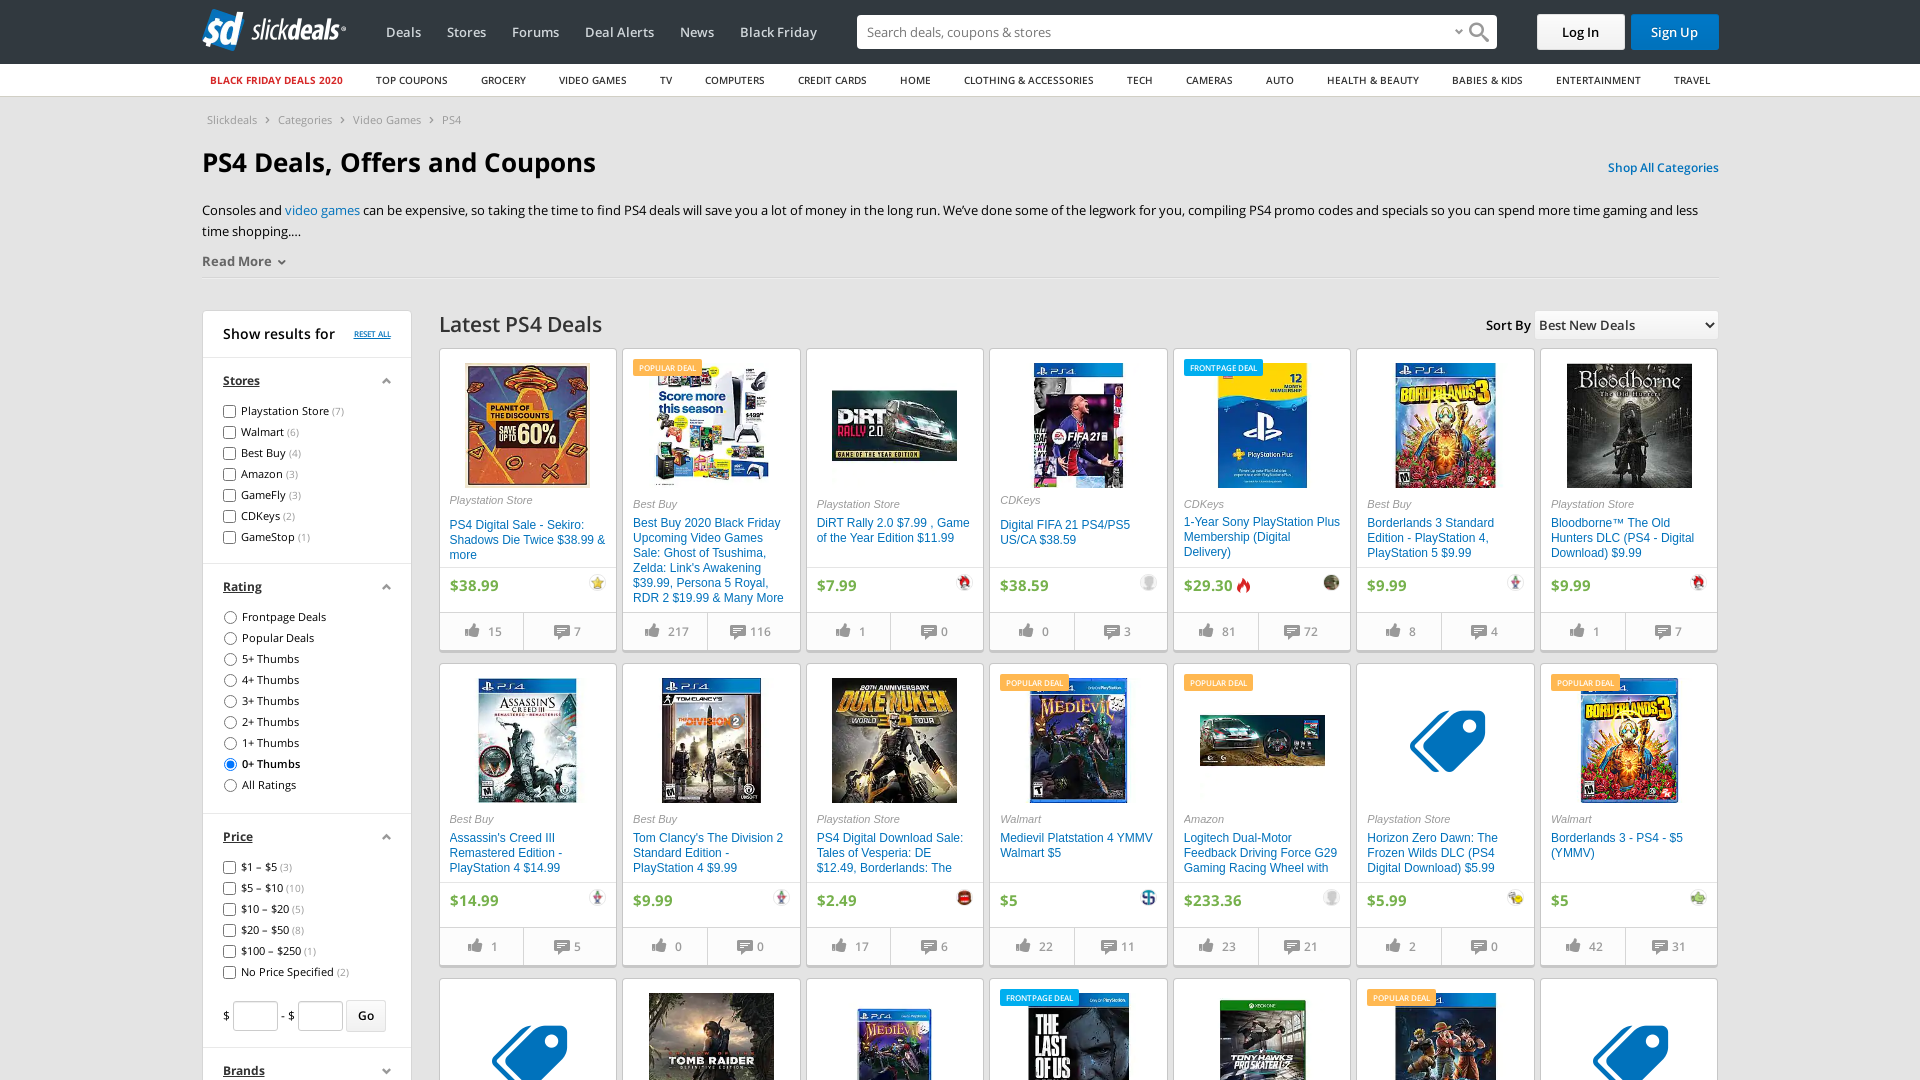 sd slickdeals
Deals Stores Forums Deal Alerts News Black Friday
Search deals, coupons & stores
Log In
Sign Up
BLACK FRIDAY DEALS 2020 TOP COUPONS GROCERY VIDEO GAMES TV COMPUTERS CREDIT CARDS HOME CLOTHING & ACCESSORIES TECH CAMERAS AUTO HEALTH & BEAUTY BABIES & KIDS ENTERTAINMENT TRAVEL
Slickdeals > Categories > Video Games > PS4
PS4 Deals, Offers and Coupons
Shop All Categories
Consoles and video games can be expensive, so taking the time to find PS4 deals will save you a lot of money in the long run. We've done some of the legwork for you, compiling PS4 promo codes and specials so you can spend more time gaming and less
time shopping.…
Read More
Show results for RESET ALL
Stores
Playstation Store (7)
Walmart (6)
Best Buy (4)
Amazon (3)
GameFly (3)
CDKeys (2)
GameStop (1)
Rating
Frontpage Deals
Popular Deals
5+ Thumbs
4+ Thumbs
3+ Thumbs
2+ Thumbs
1+ Thumbs
0+ Thumbs
All Ratings
Price
$1 – $5 (3)
$5 – $10 (10)
$10 – $20 (5)
$20 – $50 (8)
$100 – $250 (1)
No Price Specified (2)
$ - $ Go
Brands
Latest PS4 Deals
Sort By Best New Deals
PLANET OF
THE DISCOUNTS
SAVE UP TO 60%
Playstation Store
PS4 Digital Sale - Sekiro:
Shadows Die Twice $38.99 &
more
$38.99
15 7
POPULAR DEAL
Score more
this season
Best Buy
Best Buy 2020 Black Friday
Upcoming Video Games
Sale: Ghost of Tsushima,
Zelda: Link's Awakening
$39.99, Persona 5 Royal,
RDR 2 $19.99 & Many More
217 116
DiRT
RALLY 2.0
GAME OF THE YEAR EDITION
Playstation Store
DiRT Rally 2.0 $7.99 , Game
of the Year Edition $11.99
$7.99
1 0
PS4
FIFA 21
CDKeys
Digital FIFA 21 PS4/PS5
US/CA $38.59
$38.59
0 3
FRONTPAGE DEAL
12
MONTH
MEMBERSHIP
PlayStation Plus
CDKeys
1-Year Sony PlayStation Plus
Membership (Digital
Delivery)
$29.30
81 72
PS4
BORDERLANDS 3
Best Buy
Borderlands 3 Standard
Edition - PlayStation 4,
PlayStation 5 $9.99
$9.99
8 4
Bloodborne
The Old Hunters
Playstation Store
Bloodborne™ The Old
Hunters DLC (PS4 - Digital
Download) $9.99
$9.99
1 7
PS4
ASSASSIN'S
CREED III
REMASTERED
Best Buy
Assassin's Creed III
Remastered Edition -
PlayStation 4 $14.99
$14.99
1 5
PS4
TOM CLANCY'S
THE DIVISION 2
UBISOFT
Best Buy
Tom Clancy's The Division 2
Standard Edition -
PlayStation 4 $9.99
$9.99
0 0
20TH ANNIVERSARY
DUKE NUKEM
3D
WORLD TOUR
Playstation Store
PS4 Digital Download Sale:
Tales of Vesperia: DE
$12.49, Borderlands: The
$2.49
17 6
POPULAR DEAL
MEDIEVIL
Walmart
Medievil Platstation 4 YMMV
Walmart $5
$5
22 11
POPULAR DEAL
Amazon
Logitech Dual-Motor
Feedback Driving Force G29
Gaming Racing Wheel with
$233.36
23 21
Playstation Store
Horizon Zero Dawn: The
Frozen Wilds DLC (PS4
Digital Download) $5.99
$5.99
2 0
POPULAR DEAL
BORDERLANDS 3
Walmart
Borderlands 3 - PS4 - $5
(YMMV)
$5
42 31
TOMB RAIDER
DEFINITIVE EDITION
PS4
MEDIEVIL
FRONTPAGE DEAL
THE
LAST
OF US
XBOX ONE
TONY HAWK'S
PRO SKATER 1+2
POPULAR DEAL